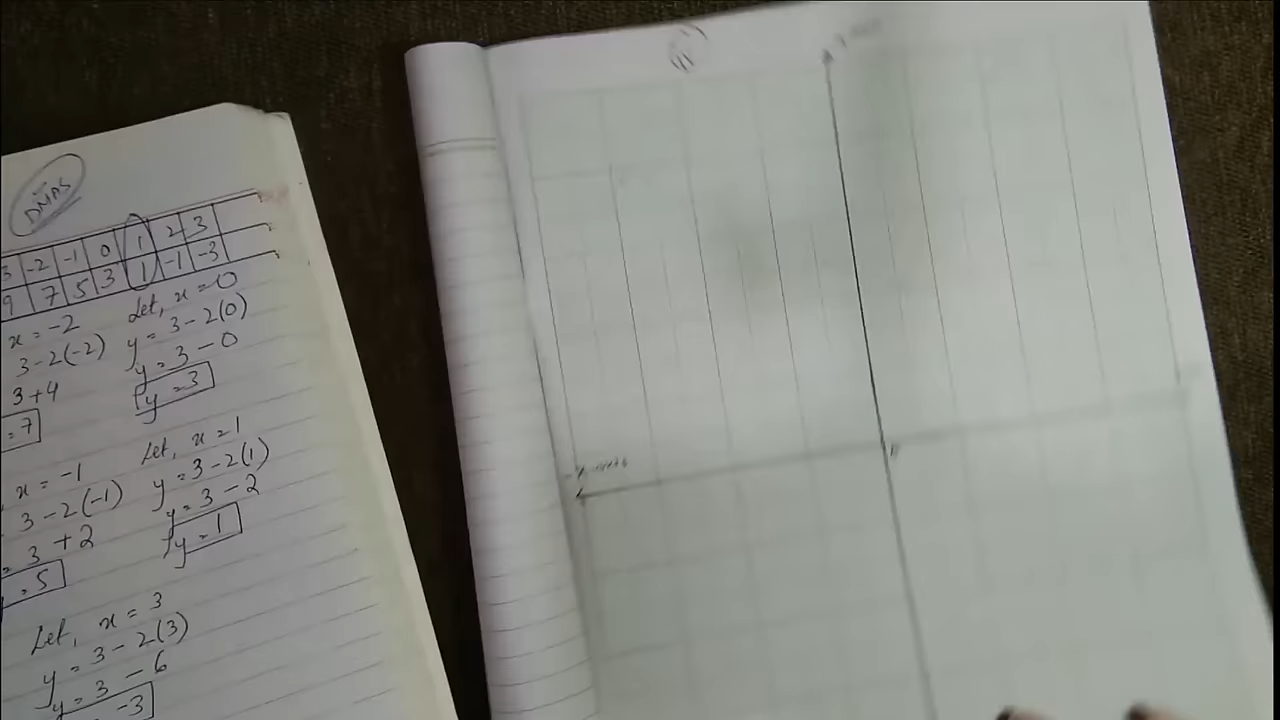 DMAS
3 -2 -1 0 1 2 3
9 7 5 3 1 -1 -3
x = -2
3-2(-2)
3+4
= 7
Let, x = 0
y = 3-2(0)
y = 3-0
y = 3
x = -1
3-2(-1)
= 3 + 2
= 5
Let, x = 1
y = 3-2(1)
y = 3-2
y = 1
Let, x = 3
y = 3-2(3)
y = 3 - 6
-3